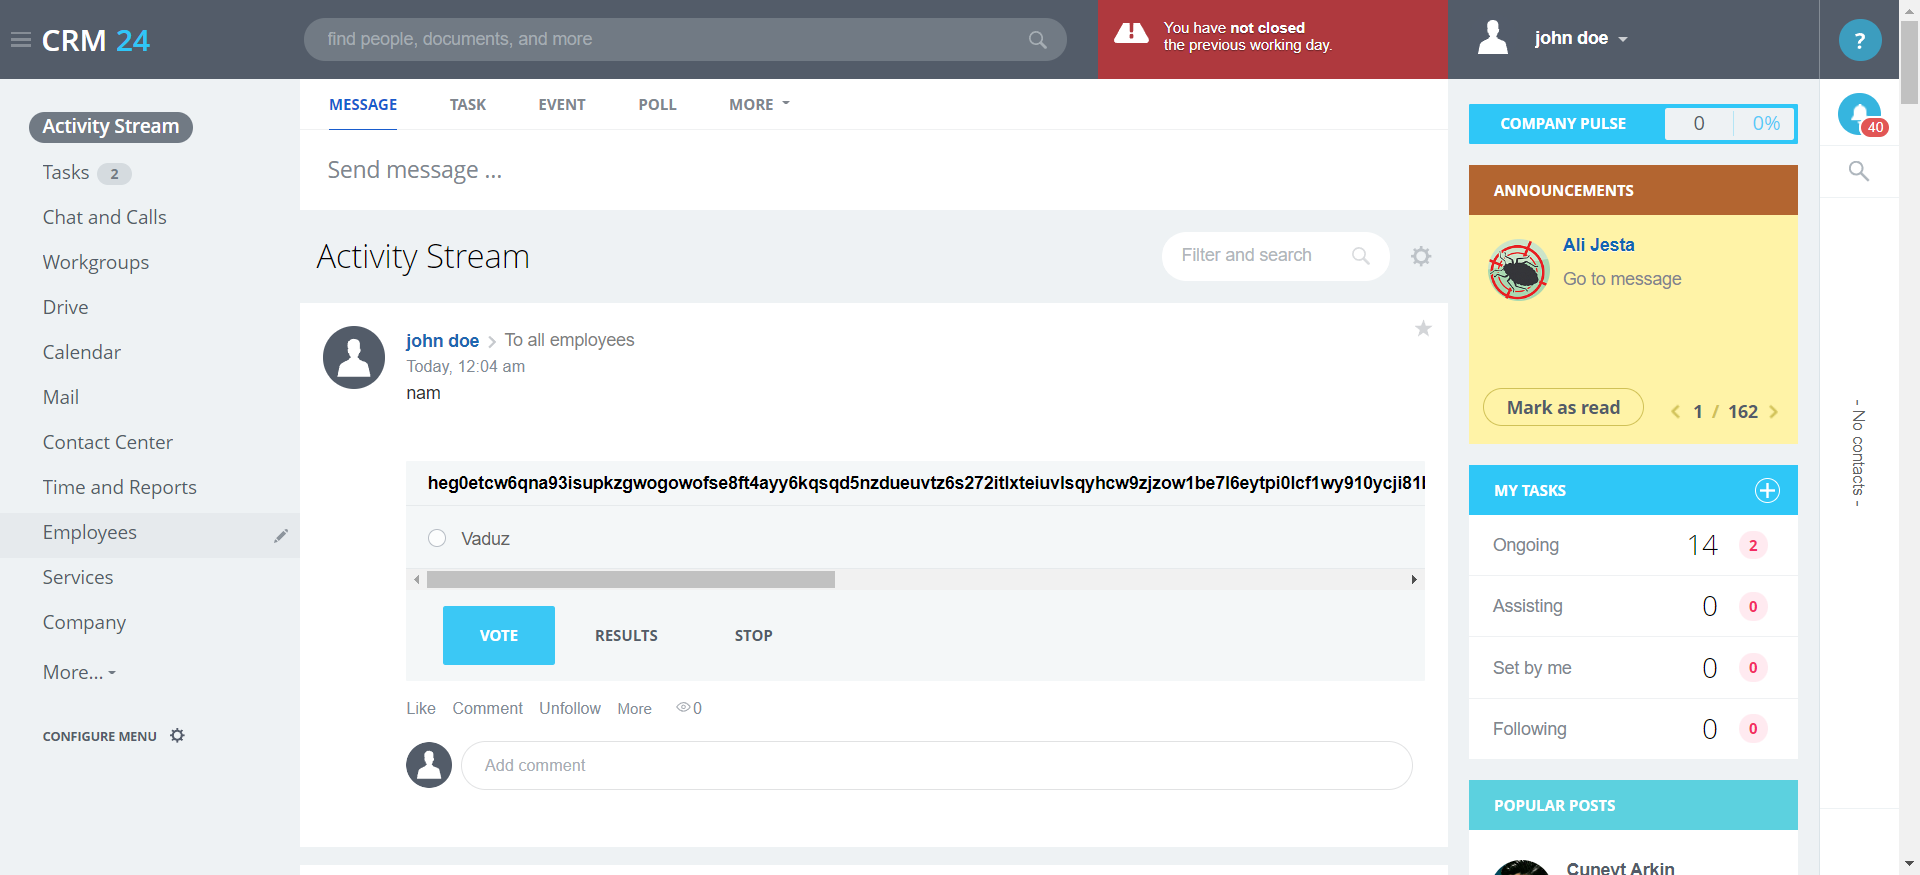 CRM 24
find people, documents, and more
You have not closed
the previous working day.
john doe
?
Activity Stream
Tasks 2
Chat and Calls
Workgroups
Drive
Calendar
Mail
Contact Center
Time and Reports
Employees
Services
Company
More...
CONFIGURE MENU
MESSAGE TASK EVENT POLL MORE
Send message ...
Activity Stream
Filter and search
john doe To all employees
Today, 12:04 am
nam
heg0etcw6qna93isupkzgwogowofse8ft4ayy6kqsqd5nzdueuvtz6s272itlxteiuvlsqyhcw9zjzow1be7l6eytpi0lcf1wy910ycji81
Vaduz
VOTE RESULTS STOP
Like Comment Unfollow More 0
Add comment
COMPANY PULSE 0 0%
ANNOUNCEMENTS
Ali Jesta
Go to message
Mark as read 1 / 162
MY TASKS
Ongoing 14 2
Assisting 0 0
Set by me 0 0
Following 0 0
POPULAR POSTS
Cuneyt Arkin
40
- No contacts -